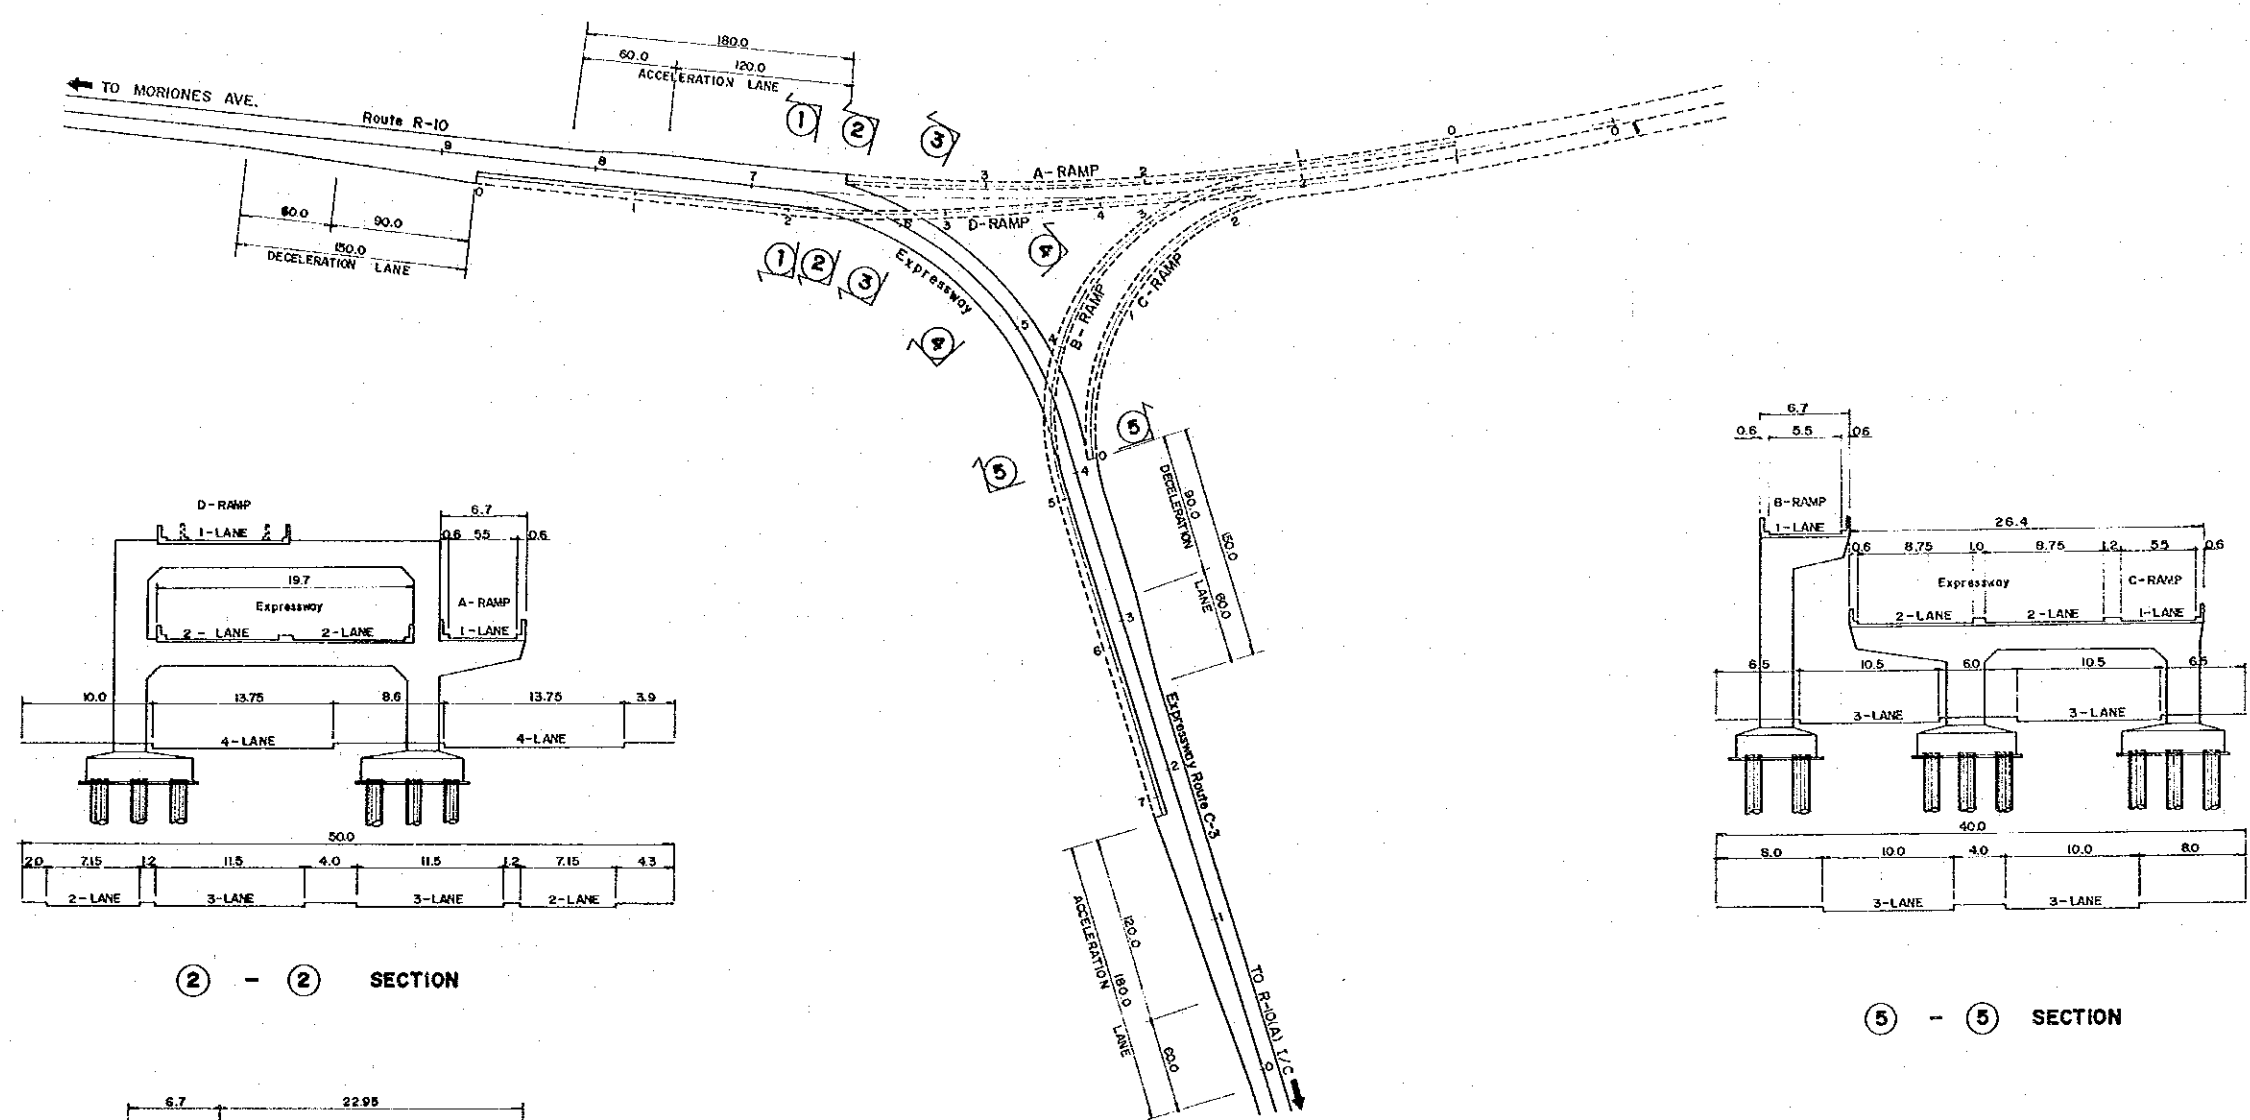 180.0
60.0 120.0
ACCELERATION LANE
TO MORIONES AVE.
Route R-10
1 2 3
9 8 7
3 A-RAMP 2
0 1 0
0 1 2 6 3 D-RAMP 4 3 2
60.0 90.0
150.0
DECELERATION LANE
1 2 3
4
Expressway
B-RAMP
C-RAMP
5
4
4
5
5
4 0
5
DECELERATION LANE
90.0 60.0
150.0
3
6
Expressway Route C-3
2
7
1
ACCELERATION LANE
120.0 60.0
180.0
TO R-10(A) I/C
0
D-RAMP
1-LANE
6.7
0.6 5.5 0.6
19.7
Expressway
A-RAMP
2-LANE 2-LANE 1-LANE
10.0 13.75 8.6 13.75 3.9
4-LANE 4-LANE
50.0
2.0 7.15 1.2 11.5 4.0 11.5 1.2 7.15 4.3
2-LANE 3-LANE 3-LANE 2-LANE
2 - 2 SECTION
6.7 22.95
6.7
0.6 5.5 0.6
B-RAMP
1-LANE
26.4
0.6 8.75 1.0 8.75 1.2 5.5 0.6
Expressway C-RAMP
2-LANE 2-LANE 1-LANE
6.5 10.5 6.0 10.5 6.5
3-LANE 3-LANE
40.0
8.0 10.0 4.0 10.0 8.0
3-LANE 3-LANE
5 - 5 SECTION